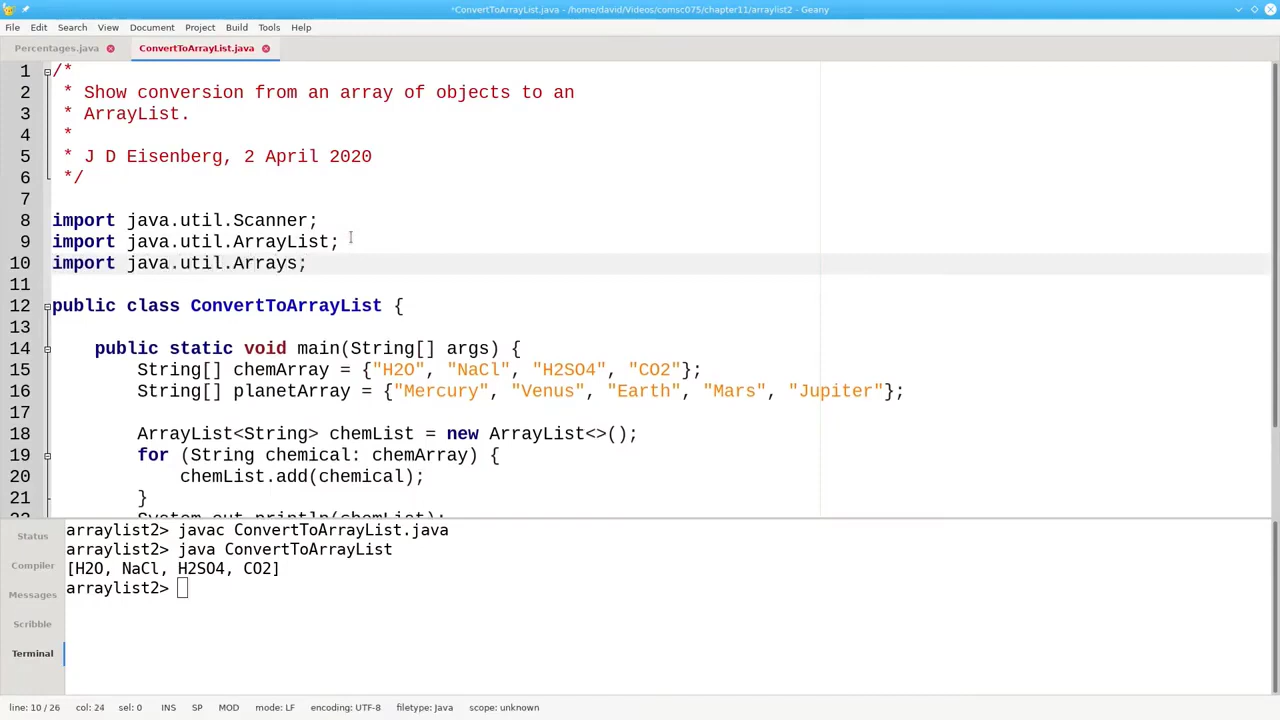 *ConvertToArrayList.java - /home/david/Videos/comsc075/chapter11/arraylist2 - Geany
File Edit Search View Document Project Build Tools Help
Percentages.java ConvertToArrayList.java
1 /*
2  * Show conversion from an array of objects to an
3  * ArrayList.
4  *
5  * J D Eisenberg, 2 April 2020
6  */
7
8 import java.util.Scanner;
9 import java.util.ArrayList;
10 import java.util.Arrays;
11
12 public class ConvertToArrayList {
13
14     public static void main(String[] args) {
15         String[] chemArray = {"H2O", "NaCl", "H2SO4", "CO2"};
16         String[] planetArray = {"Mercury", "Venus", "Earth", "Mars", "Jupiter"};
17
18         ArrayList<String> chemList = new ArrayList<>();
19         for (String chemical: chemArray) {
20             chemList.add(chemical);
21         }
22         System.out.println(chemList);
Status
Compiler
Messages
Scribble
Terminal
arraylist2> javac ConvertToArrayList.java
arraylist2> java ConvertToArrayList
[H2O, NaCl, H2SO4, CO2]
arraylist2>
line: 10 / 26 col: 24 sel: 0 INS SP MOD mode: LF encoding: UTF-8 filetype: Java scope: unknown